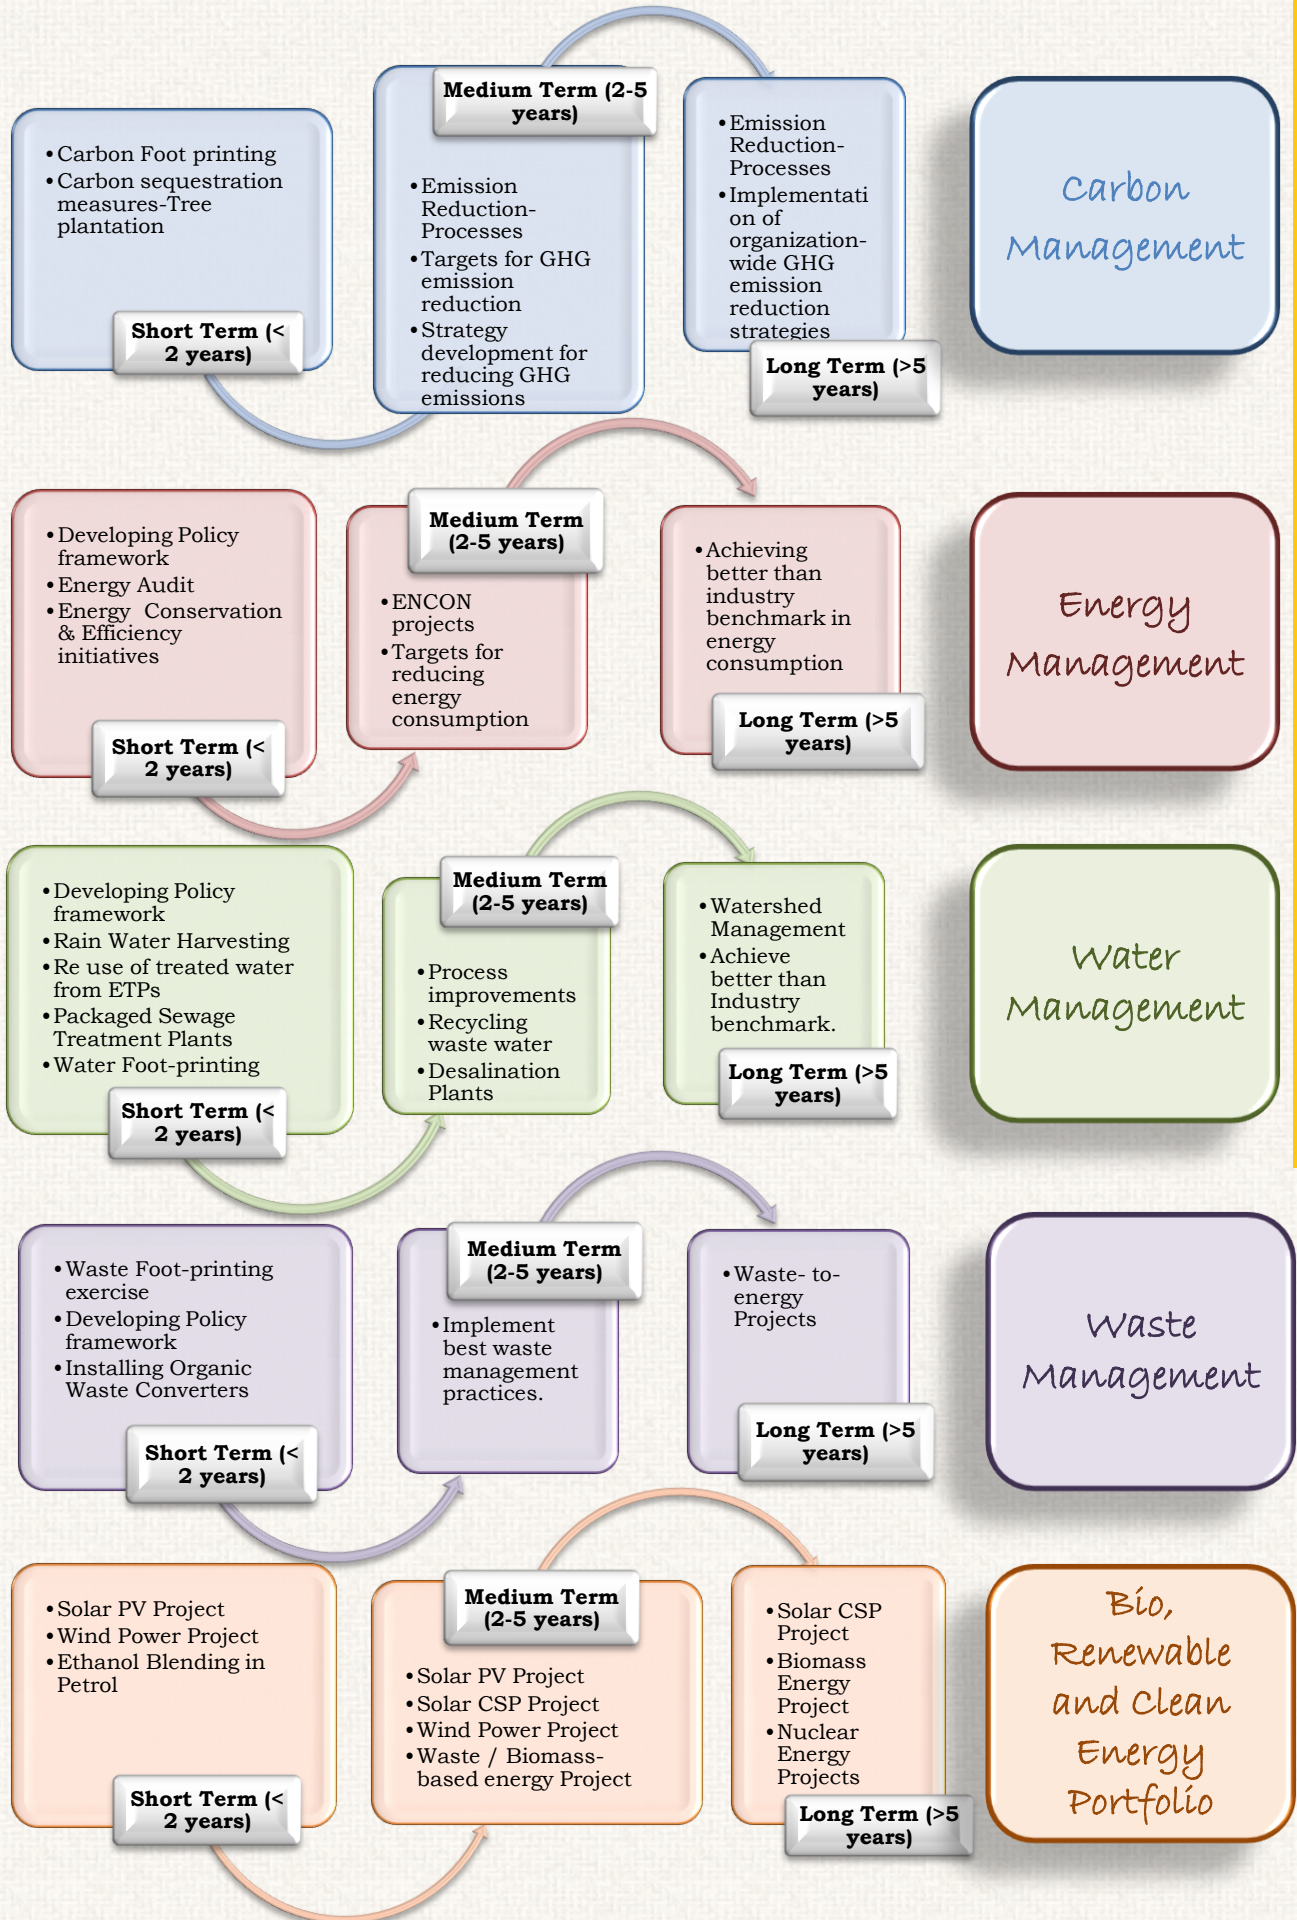 • Carbon Foot printing
• Carbon sequestration
measures-Tree
plantation
Short Term (<
2 years)
Medium Term (2-5
years)
• Emission
Reduction-
Processes
• Targets for GHG
emission
reduction
• Strategy
development for
reducing GHG
emissions
• Emission
Reduction-
Processes
• Implementati
on of
organization-
wide GHG
emission
reduction
strategies
Long Term (>5
years)
Carbon
Management
• Developing Policy
framework
• Energy Audit
• Energy Conservation
& Efficiency
initiatives
Short Term (<
2 years)
Medium Term
(2-5 years)
• ENCON
projects
• Targets for
reducing
energy
consumption
• Achieving
better than
industry
benchmark in
energy
consumption
Long Term (>5
years)
Energy
Management
• Developing Policy
framework
• Rain Water Harvesting
• Re use of treated water
from ETPs
• Packaged Sewage
Treatment Plants
• Water Foot-printing
Short Term (<
2 years)
Medium Term
(2-5 years)
• Process
improvements
• Recycling
waste water
• Desalination
Plants
• Watershed
Management
• Achieve
better than
Industry
benchmark.
Long Term (>5
years)
Water
Management
• Waste Foot-printing
exercise
• Developing Policy
framework
• Installing Organic
Waste Converters
Short Term (<
2 years)
Medium Term
(2-5 years)
• Implement
best waste
management
practices.
• Waste- to-
energy
Projects
Long Term (>5
years)
Waste
Management
• Solar PV Project
• Wind Power Project
• Ethanol Blending in
Petrol
Short Term (<
2 years)
Medium Term
(2-5 years)
• Solar PV Project
• Solar CSP Project
• Wind Power Project
• Waste / Biomass-
based energy Project
• Solar CSP
Project
• Biomass
Energy
Project
• Nuclear
Energy
Projects
Long Term (>5
years)
Bio,
Renewable
and Clean
Energy
Portfolio